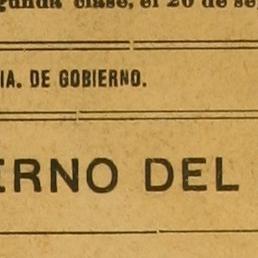 gunda clase, el 20 de se
IA. DE GOBIERNO.
ERNO DEL